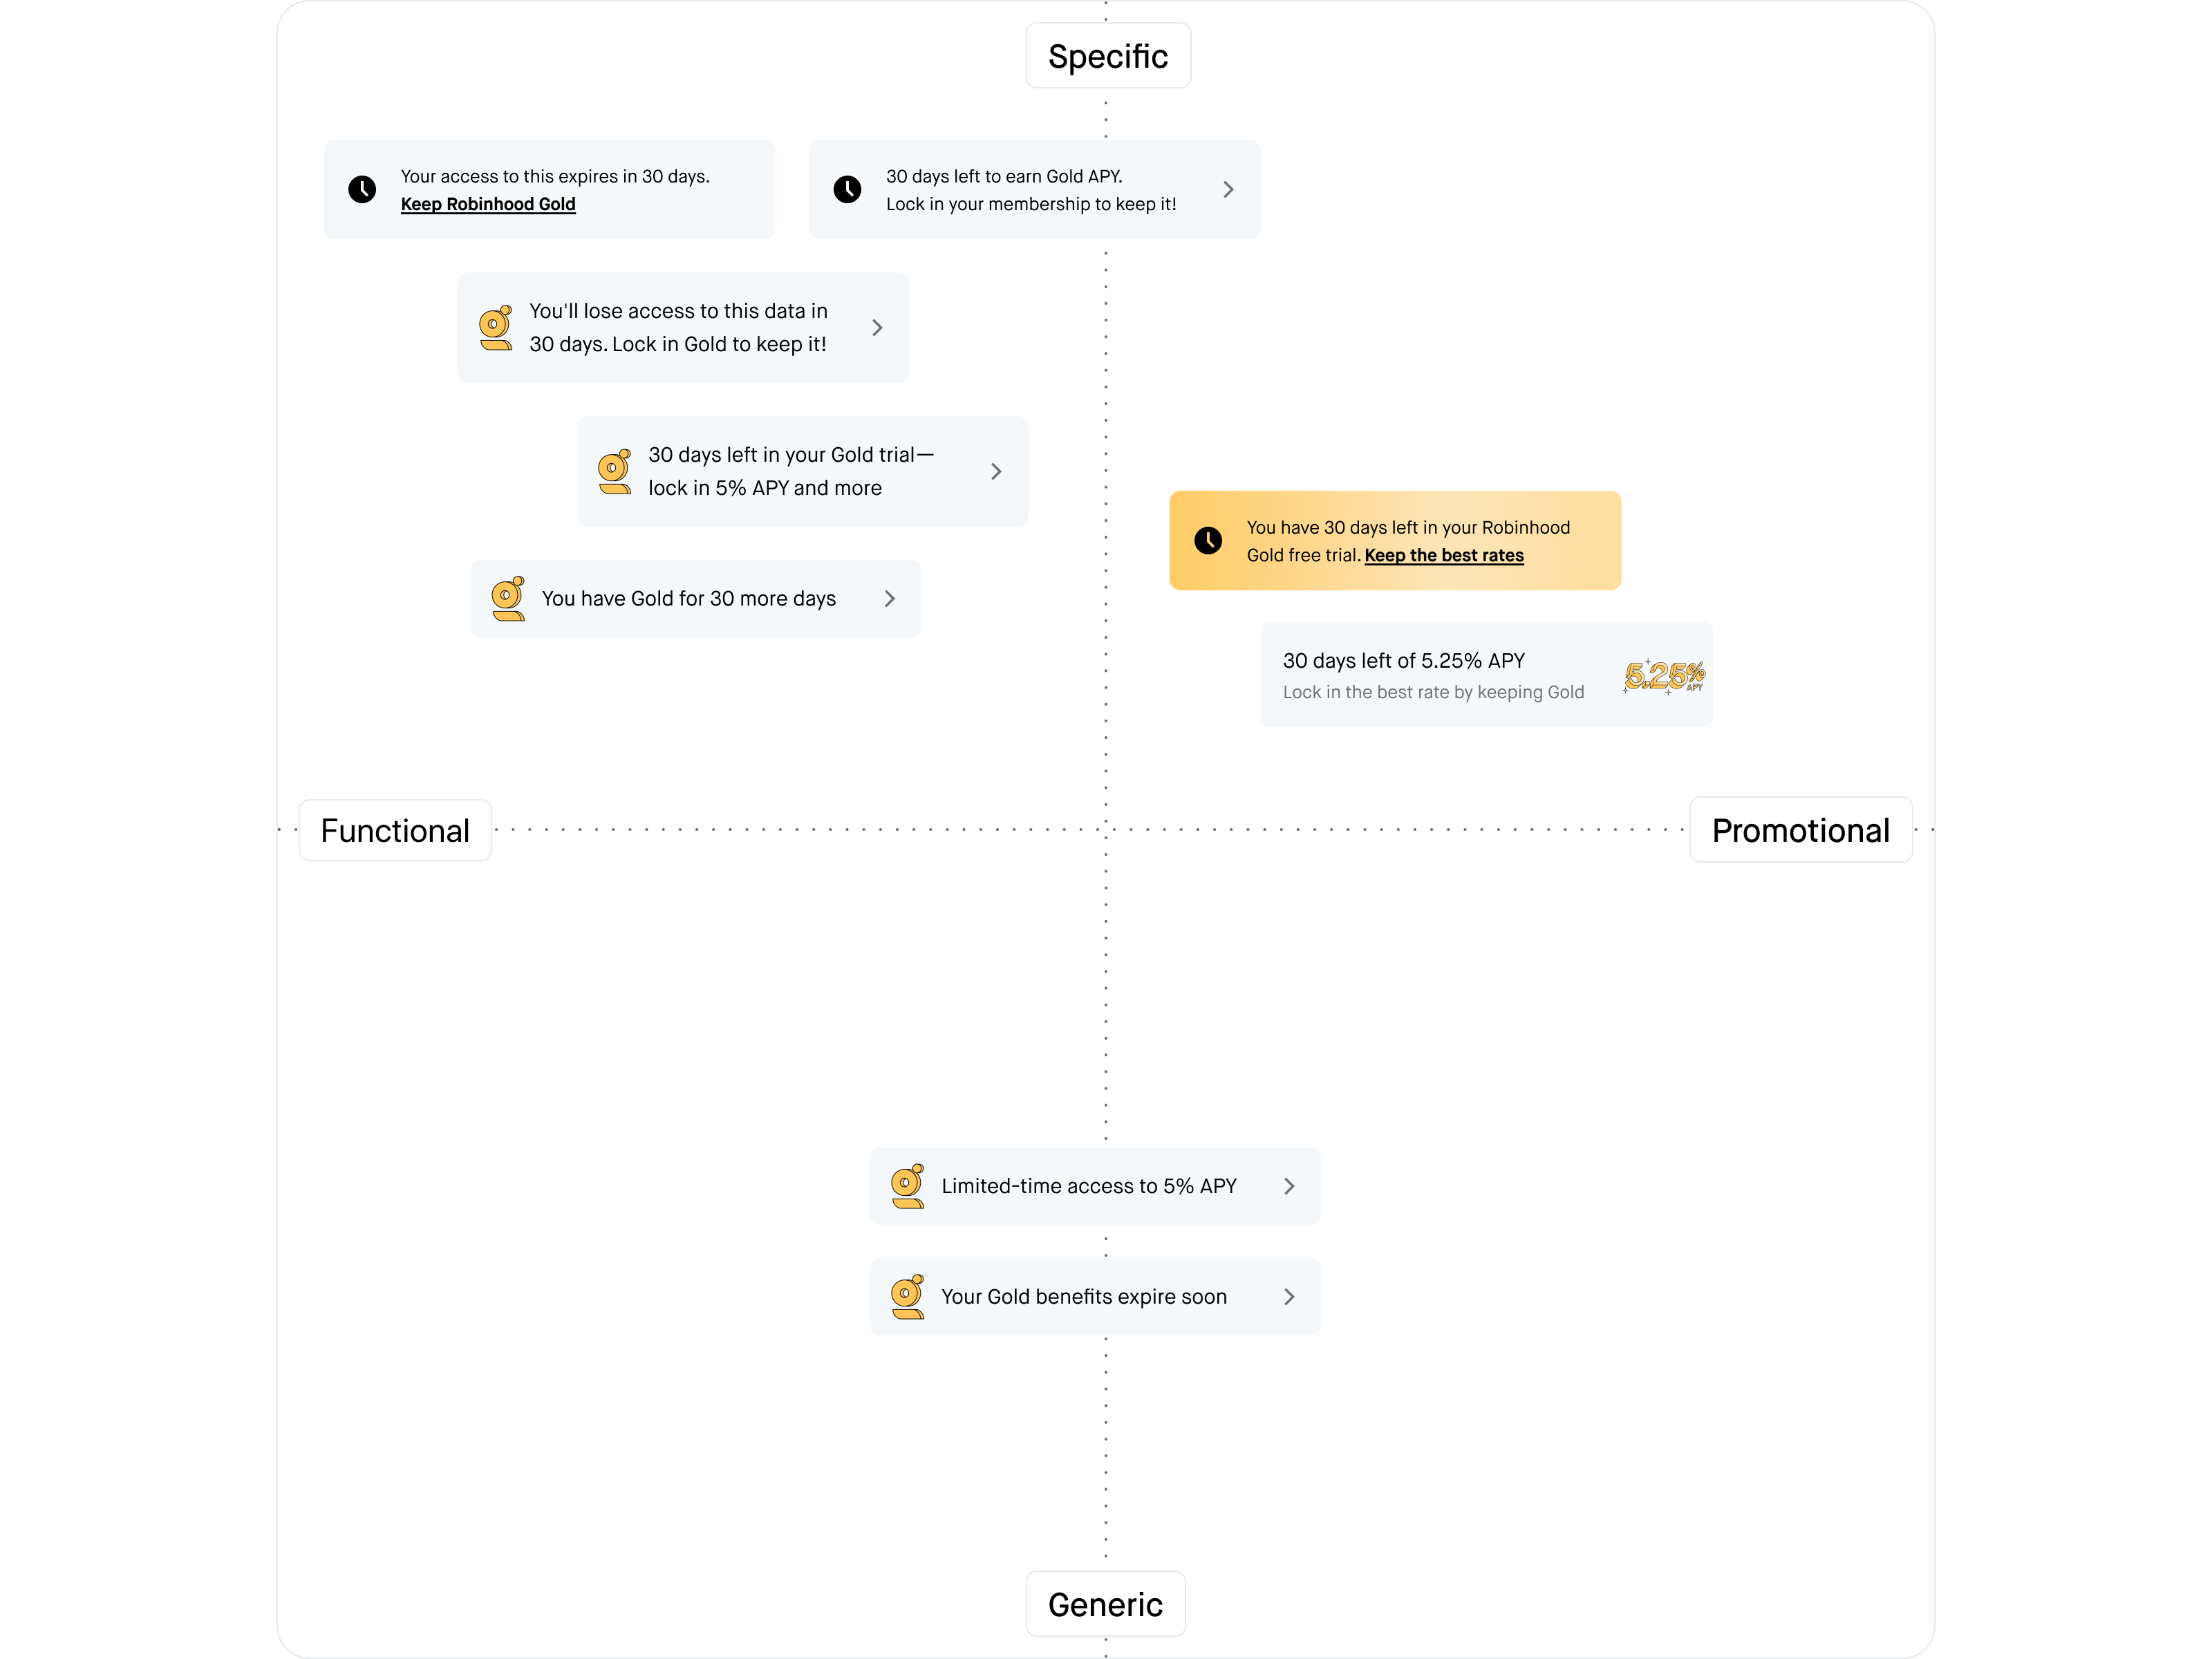 Specific
Your access to this expires in 30 days.
Keep Robinhood Gold
30 days left to earn Gold APY.
Lock in your membership to keep it!
You'll lose access to this data in
30 days. Lock in Gold to keep it!
30 days left in your Gold trial—
lock in 5% APY and more
You have 30 days left in your Robinhood
Gold free trial. Keep the best rates
You have Gold for 30 more days
30 days left of 5.25% APY
Lock in the best rate by keeping Gold
5.25%
APY
Functional
Promotional
Limited-time access to 5% APY
Your Gold benefits expire soon
Generic